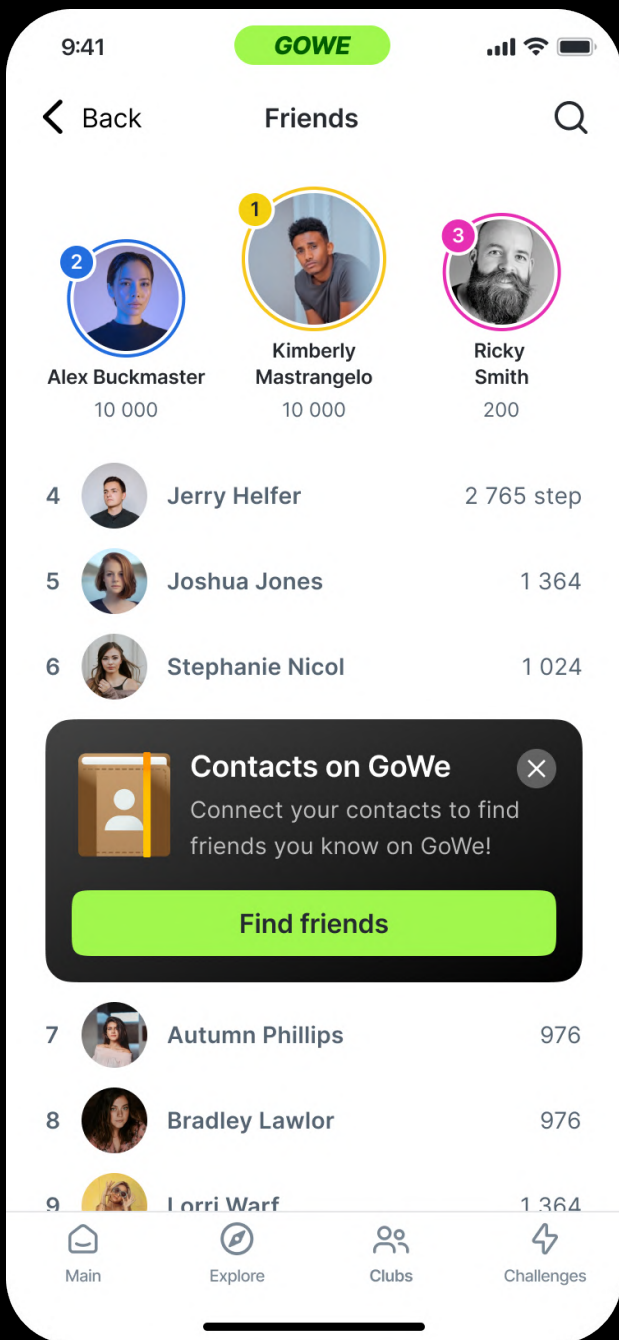 9:41
GOWE
Back
Friends
2
1
3
Alex Buckmaster
10 000
Kimberly
Mastrangelo
10 000
Ricky
Smith
200
4 Jerry Helfer 2 765 step
5 Joshua Jones 1 364
6 Stephanie Nicol 1 024
Contacts on GoWe
Connect your contacts to find
friends you know on GoWe!
Find friends
7 Autumn Phillips 976
8 Bradley Lawlor 976
9 Lorri Warf 1 364
Main
Explore
Clubs
Challenges